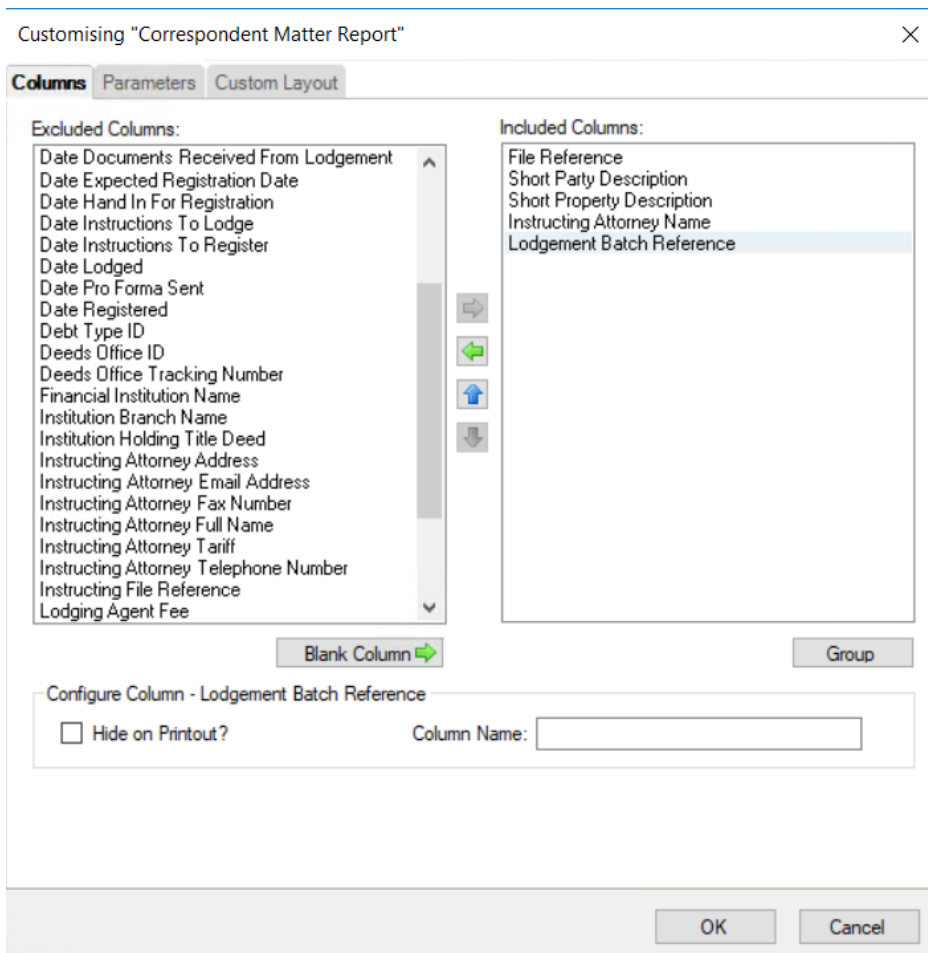 Customising "Correspondent Matter Report"
Columns Parameters Custom Layout
Excluded Columns:
Date Documents Received From Lodgement
Date Expected Registration Date
Date Hand In For Registration
Date Instructions To Lodge
Date Instructions To Register
Date Lodged
Date Pro Forma Sent
Date Registered
Debt Type ID
Deeds Office ID
Deeds Office Tracking Number
Financial Institution Name
Institution Branch Name
Institution Holding Title Deed
Instructing Attorney Address
Instructing Attorney Email Address
Instructing Attorney Fax Number
Instructing Attorney Full Name
Instructing Attorney Tariff
Instructing Attorney Telephone Number
Instructing File Reference
Lodging Agent Fee
Blank Column
Included Columns:
File Reference
Short Party Description
Short Property Description
Instructing Attorney Name
Lodgement Batch Reference
Group
Configure Column - Lodgement Batch Reference
Hide on Printout? Column Name:
OK Cancel